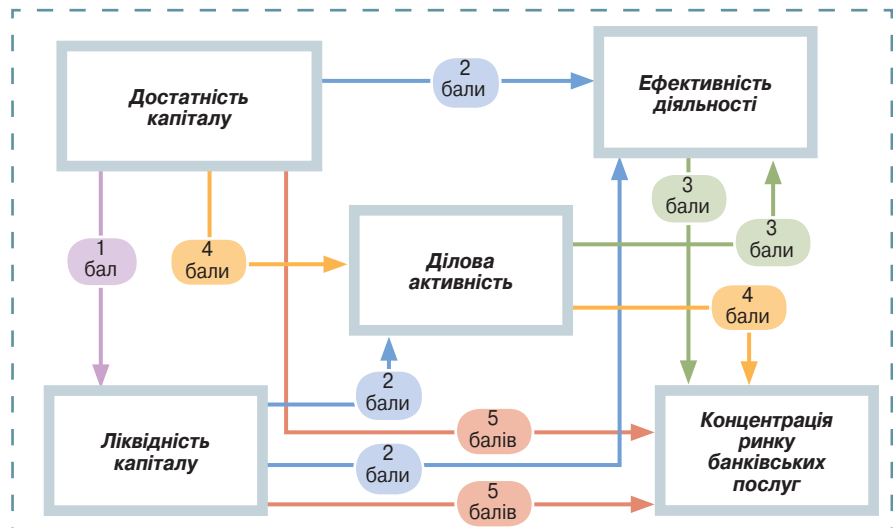 Достатність
капіталу
2
бали
Ефективність
діяльності
1
бал
4
бали
Ділова
активність
3
бали
3
бали
4
бали
2
бали
Ліквідність
капіталу
5
балів
2
бали
5
балів
Концентрація
ринку
банківських
послуг